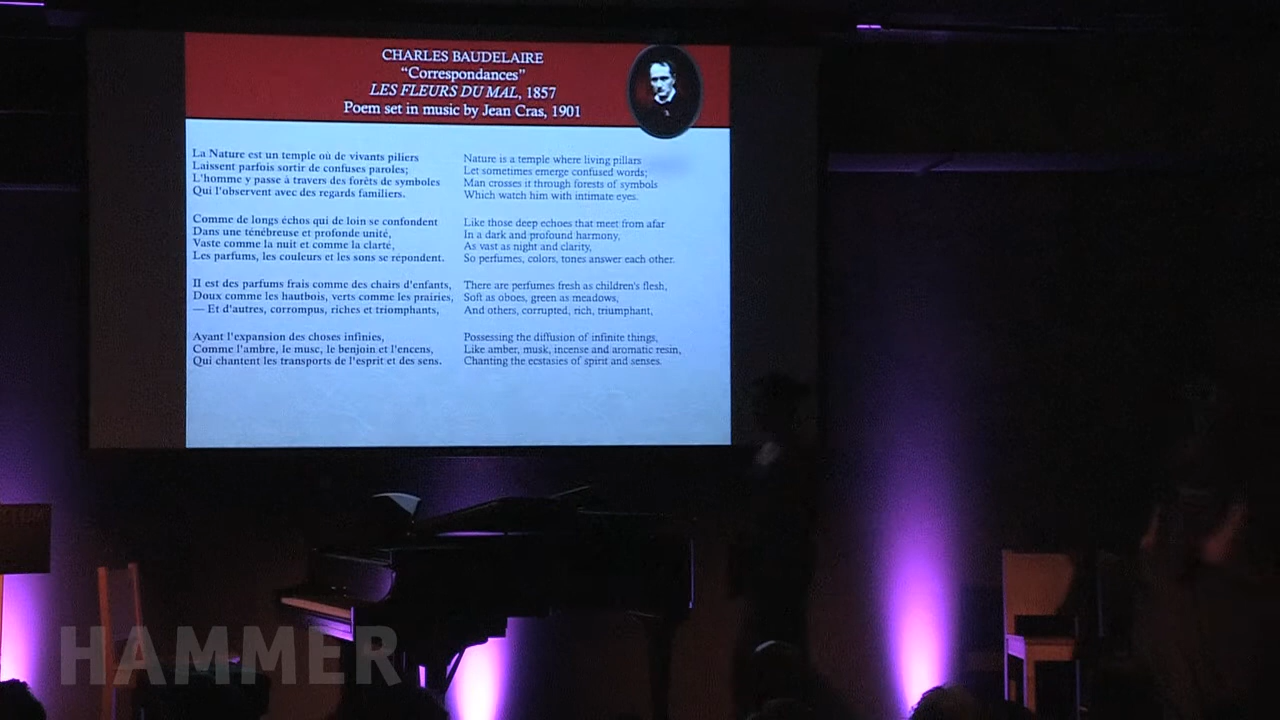 CHARLES BAUDELAIRE
“Correspondances”
LES FLEURS DU MAL, 1857
Poem set in music by Jean Cras, 1901
La Nature est un temple où de vivants piliers
Laissent parfois sortir de confuses paroles;
L'homme y passe à travers des forêts de symboles
Qui l'observent avec des regards familiers.
Comme de longs échos qui de loin se confondent
Dans une ténébreuse et profonde unité,
Vaste comme la nuit et comme la clarté,
Les parfums, les couleurs et les sons se répondent.
II est des parfums frais comme des chairs d'enfants,
Doux comme les hautbois, verts comme les prairies,
— Et d'autres, corrompus, riches et triomphants,
Ayant l'expansion des choses infinies,
Comme l'ambre, le musc, le benjoin et l'encens,
Qui chantent les transports de l'esprit et des sens.
Nature is a temple where living pillars
Let sometimes emerge confused words;
Man crosses it through forests of symbols
Which watch him with intimate eyes.
Like those deep echoes that meet from afar
In a dark and profound harmony,
As vast as night and clarity,
So perfumes, colors, tones answer each other.
There are perfumes fresh as children's flesh,
Soft as oboes, green as meadows,
And others, corrupted, rich, triumphant,
Possessing the diffusion of infinite things,
Like amber, musk, incense and aromatic resin,
Chanting the ecstasies of spirit and senses.
HAMMER